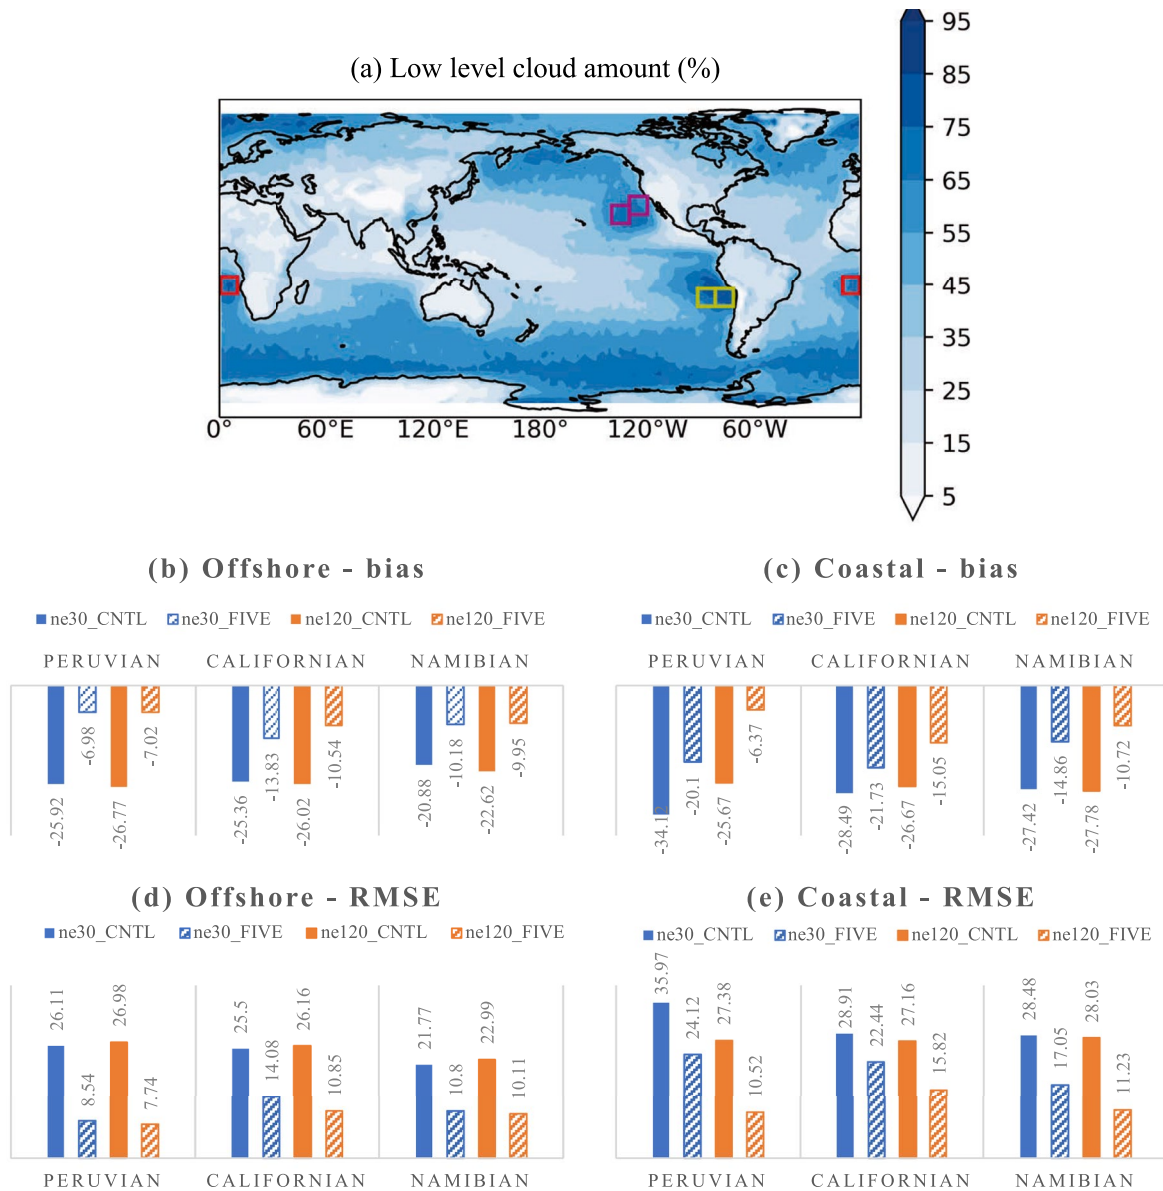 (a) Low level cloud amount (%)
95
85
75
65
55
45
35
25
15
5
0° 60°E 120°E 180° 120°W 60°W
(b) Offshore - bias
ne30_CNTL ne30_FIVE ne120_CNTL ne120_FIVE
PERUVIAN CALIFORNIAN NAMIBIAN
-25.92 -6.98 -26.77 -7.02 -25.36 -13.83 -26.02 -10.54 -20.88 -10.18 -22.62 -9.95
(c) Coastal - bias
ne30_CNTL ne30_FIVE ne120_CNTL ne120_FIVE
PERUVIAN CALIFORNIAN NAMIBIAN
-34.12 -20.1 -25.67 -6.37 -28.49 -21.73 -26.67 -15.05 -27.42 -14.86 -27.78 -10.72
(d) Offshore - RMSE
ne30_CNTL ne30_FIVE ne120_CNTL ne120_FIVE
26.11 8.54 26.98 7.74 25.5 14.08 26.16 10.85 21.77 10.8 22.99 10.11
PERUVIAN CALIFORNIAN NAMIBIAN
(e) Coastal - RMSE
ne30_CNTL ne30_FIVE ne120_CNTL ne120_FIVE
35.97 24.12 27.38 10.52 28.91 22.44 27.16 15.82 28.48 17.05 28.03 11.23
PERUVIAN CALIFORNIAN NAMIBIAN